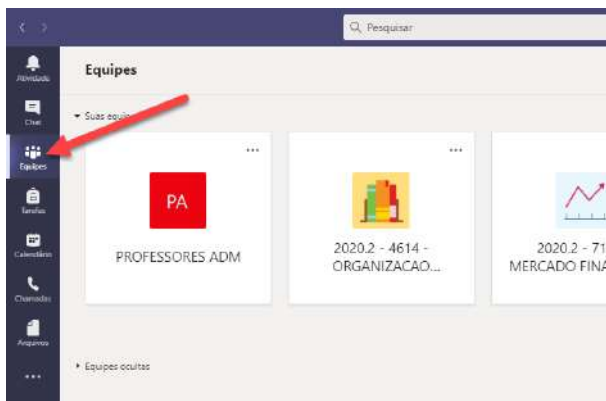 Pesquisar
Atividade
Chat
Equipes
Tarefas
Calendário
Chamadas
Arquivos
Equipes
Suas
PA
PROFESSORES ADM
2020.2 - 4614 -
ORGANIZACAO...
2020.2 - 71
MERCADO FINA
Equipes ocultas